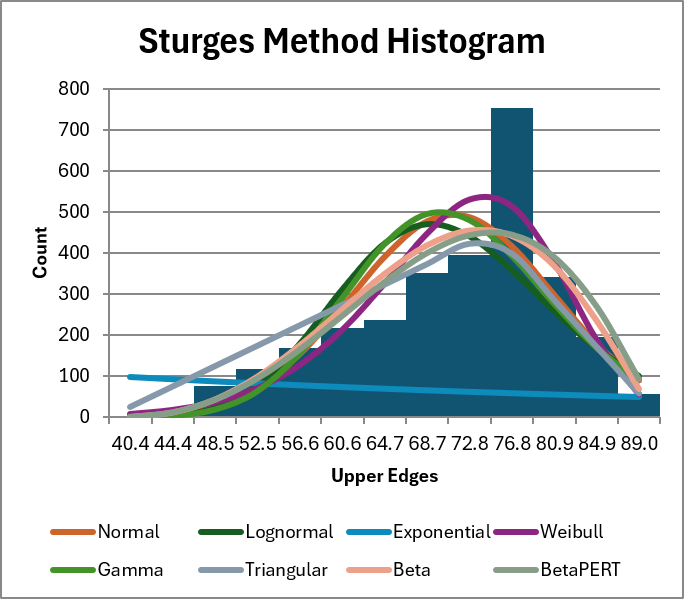 Sturges Method Histogram
800
700
600
500
400
300
200
100
0
Count
40.4 44.4 48.5 52.5 56.6 60.6 64.7 68.7 72.8 76.8 80.9 84.9 89.0
Upper Edges
Normal Lognormal Exponential Weibull
Gamma Triangular Beta BetaPERT